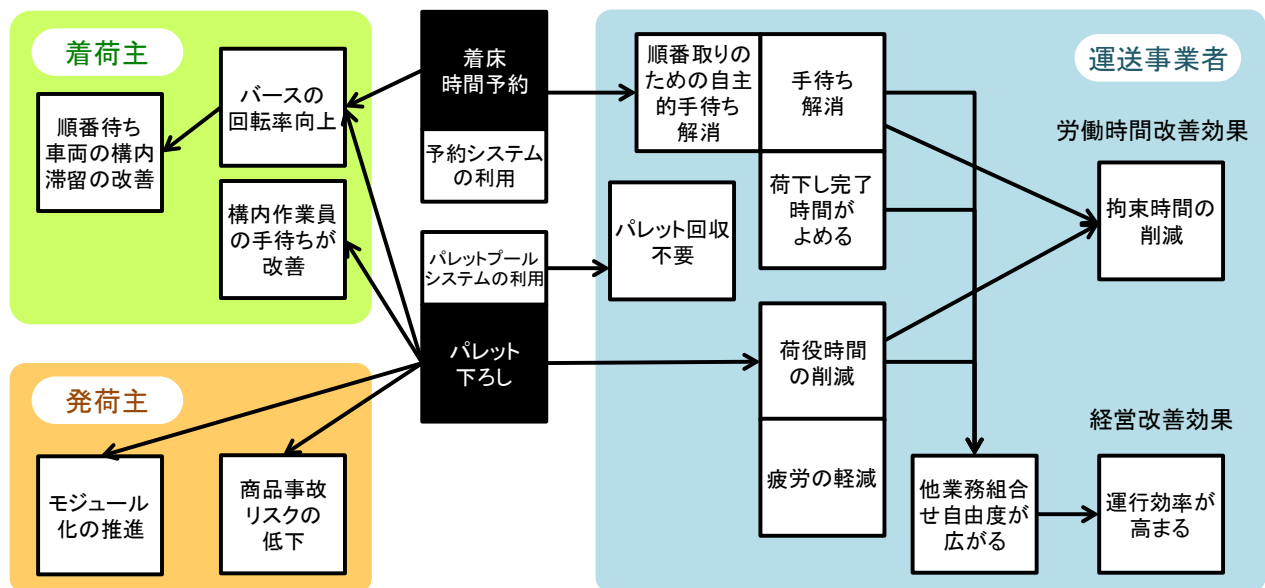 着荷主
順番待ち
車両の構内
滞留の改善
バースの
回転率向上
構内作業員
の手待ちが
改善
発荷主
モジュール
化の推進
商品事故
リスクの
低下
着床
時間予約
予約システム
の利用
パレットプール
システムの利用
パレット
下ろし
運送事業者
順番取りの
ための自主
的手待ち
解消
手待ち
解消
荷下し完了
時間が
よめる
パレット回収
不要
荷役時間
の削減
疲労の軽減
労働時間改善効果
拘束時間の
削減
経営改善効果
他業務組合
せ自由度が
広がる
運行効率が
高まる